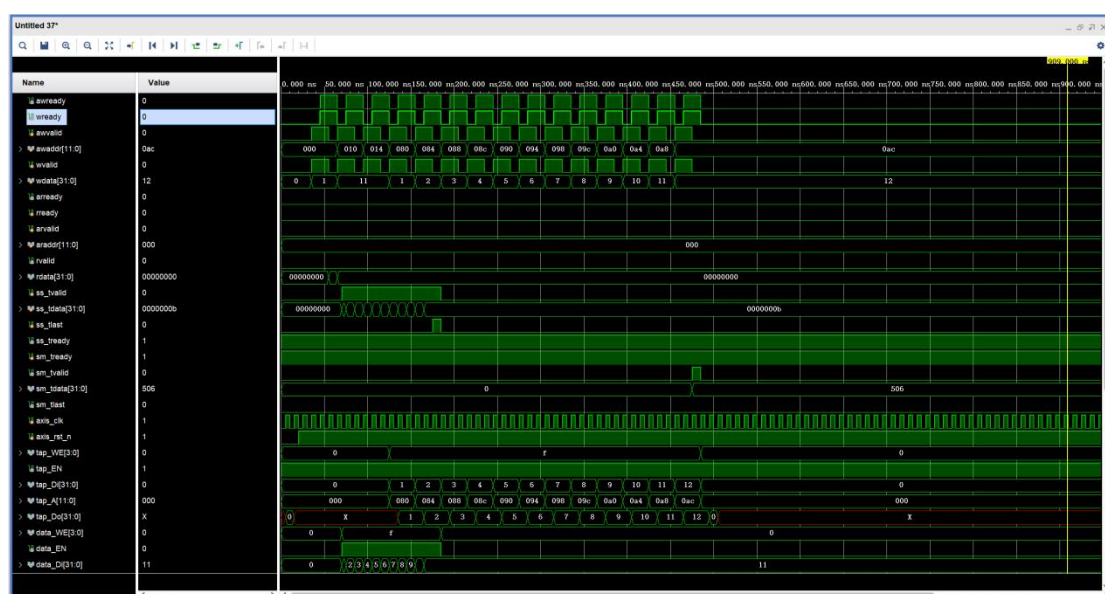 Untitled 37*
909.000 ns
Name Value
0.000 ns 50.000 ns 100.000 ns 150.000 ns 200.000 ns 250.000 ns 300.000 ns 350.000 ns 400.000 ns 450.000 ns 500.000 ns 550.000 ns 600.000 ns 650.000 ns 700.000 ns 750.000 ns 800.000 ns 850.000 ns 900.000 ns
awready 0
wready 0
awvalid 0
awaddr[11:0] 0ac 000 010 014 080 084 088 08c 090 094 098 09c 0a0 0a4 0a8 0ac
wvalid 0
wdata[31:0] 12 0 1 11 1 2 3 4 5 6 7 8 9 10 11 12
arready 0
rready 0
arvalid 0
araddr[11:0] 000 000
rvalid 0
rdata[31:0] 00000000 00000000 00000000
ss_tvalid 0
ss_tdata[31:0] 0000000b 00000000 0000000b
ss_tlast 0
ss_tready 1
sm_tready 1
sm_tvalid 0
sm_tdata[31:0] 506 0 506
sm_tlast 0
axis_clk 1
axis_rst_n 1
tap_WE[3:0] 0 0 f 0
tap_EN 1
tap_Di[31:0] 0 0 1 2 3 4 5 6 7 8 9 10 11 12 0
tap_A[11:0] 000 000 080 084 088 08c 090 094 098 09c 0a0 0a4 0a8 0ac 000
tap_Do[31:0] X 0 X 1 2 3 4 5 6 7 8 9 10 11 12 0 X
data_WE[3:0] 0 0 f 0
data_EN 0
data_Di[31:0] 11 0 2 3 4 5 6 7 8 9 11